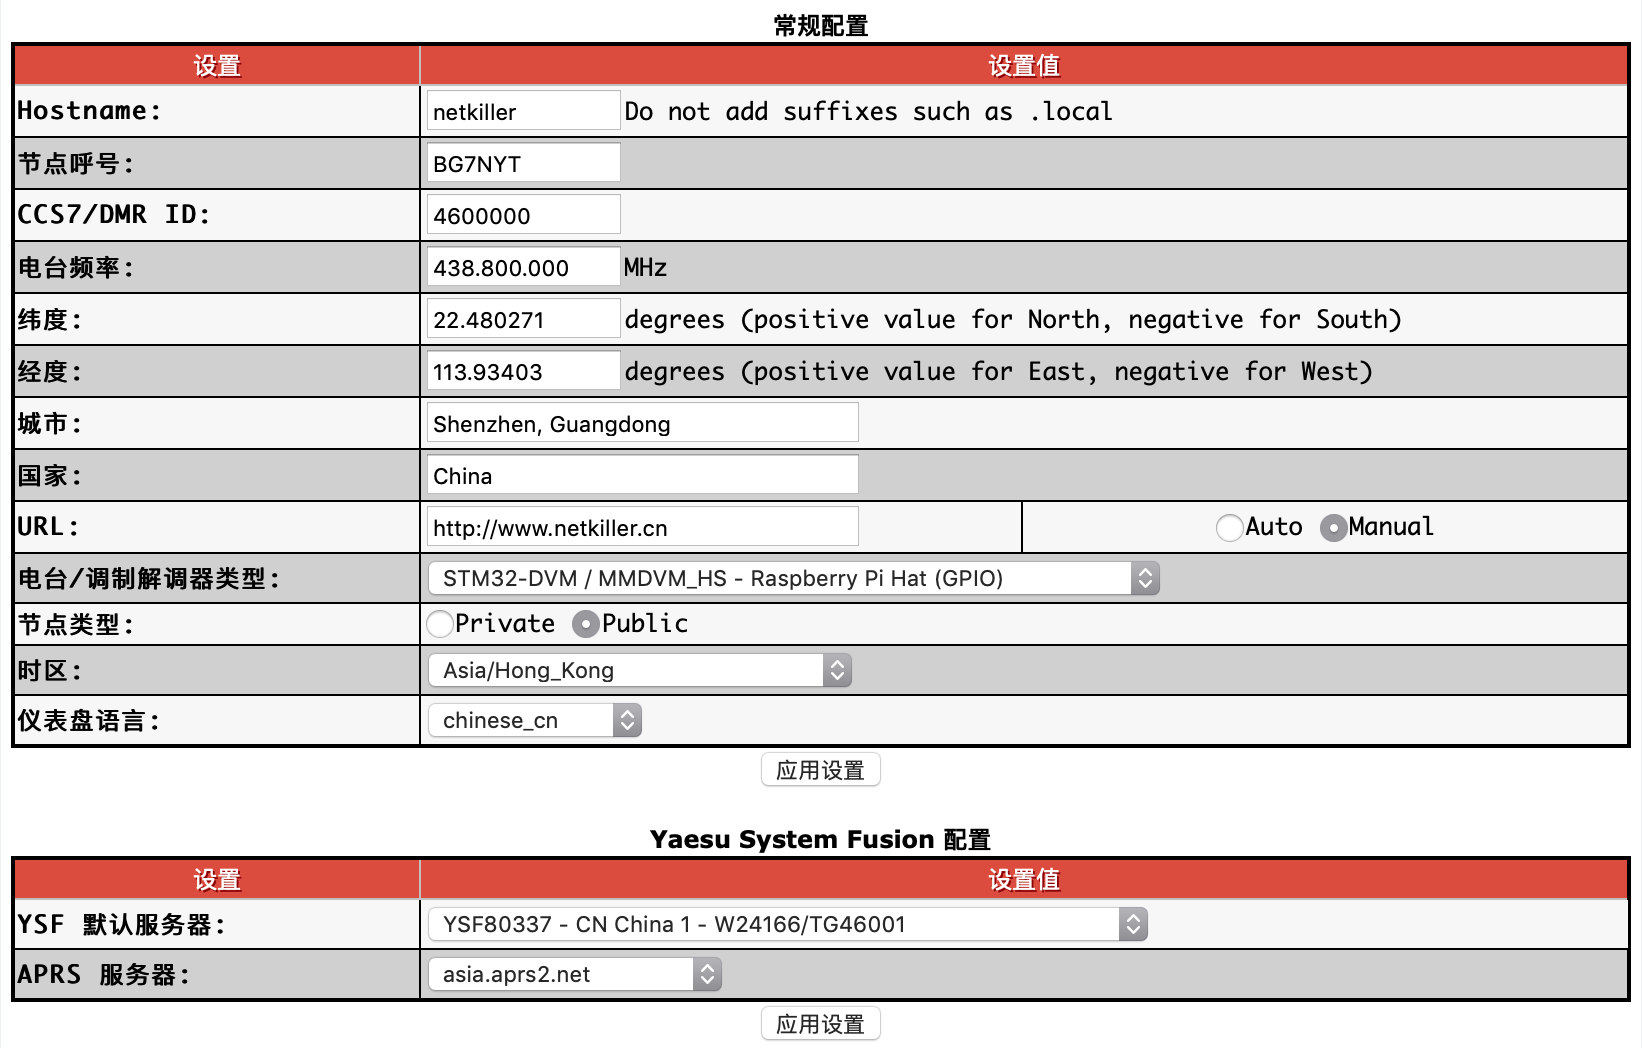 常规配置
设置 设置值
Hostname: netkiller Do not add suffixes such as .local
节点呼号: BG7NYT
CCS7/DMR ID: 4600000
电台频率: 438.800.000 MHz
纬度: 22.480271 degrees (positive value for North, negative for South)
经度: 113.93403 degrees (positive value for East, negative for West)
城市: Shenzhen, Guangdong
国家: China
URL: http://www.netkiller.cn Auto Manual
电台/调制解调器类型: STM32-DVM / MMDVM_HS - Raspberry Pi Hat (GPIO)
节点类型: Private Public
时区: Asia/Hong_Kong
仪表盘语言: chinese_cn
应用设置
Yaesu System Fusion 配置
设置 设置值
YSF 默认服务器: YSF80337 - CN China 1 - W24166/TG46001
APRS 服务器: asia.aprs2.net
应用设置